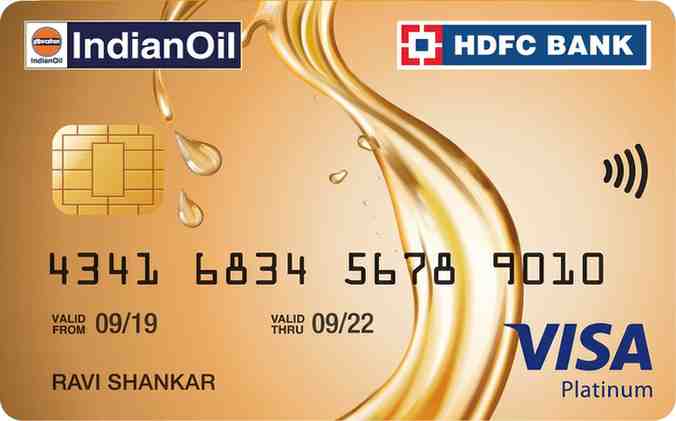 IndianOil
IndianOil
HDFC BANK
4341 6834 5678 9010
VALID FROM 09/19
VALID THRU 09/22
VISA
Platinum
RAVI SHANKAR